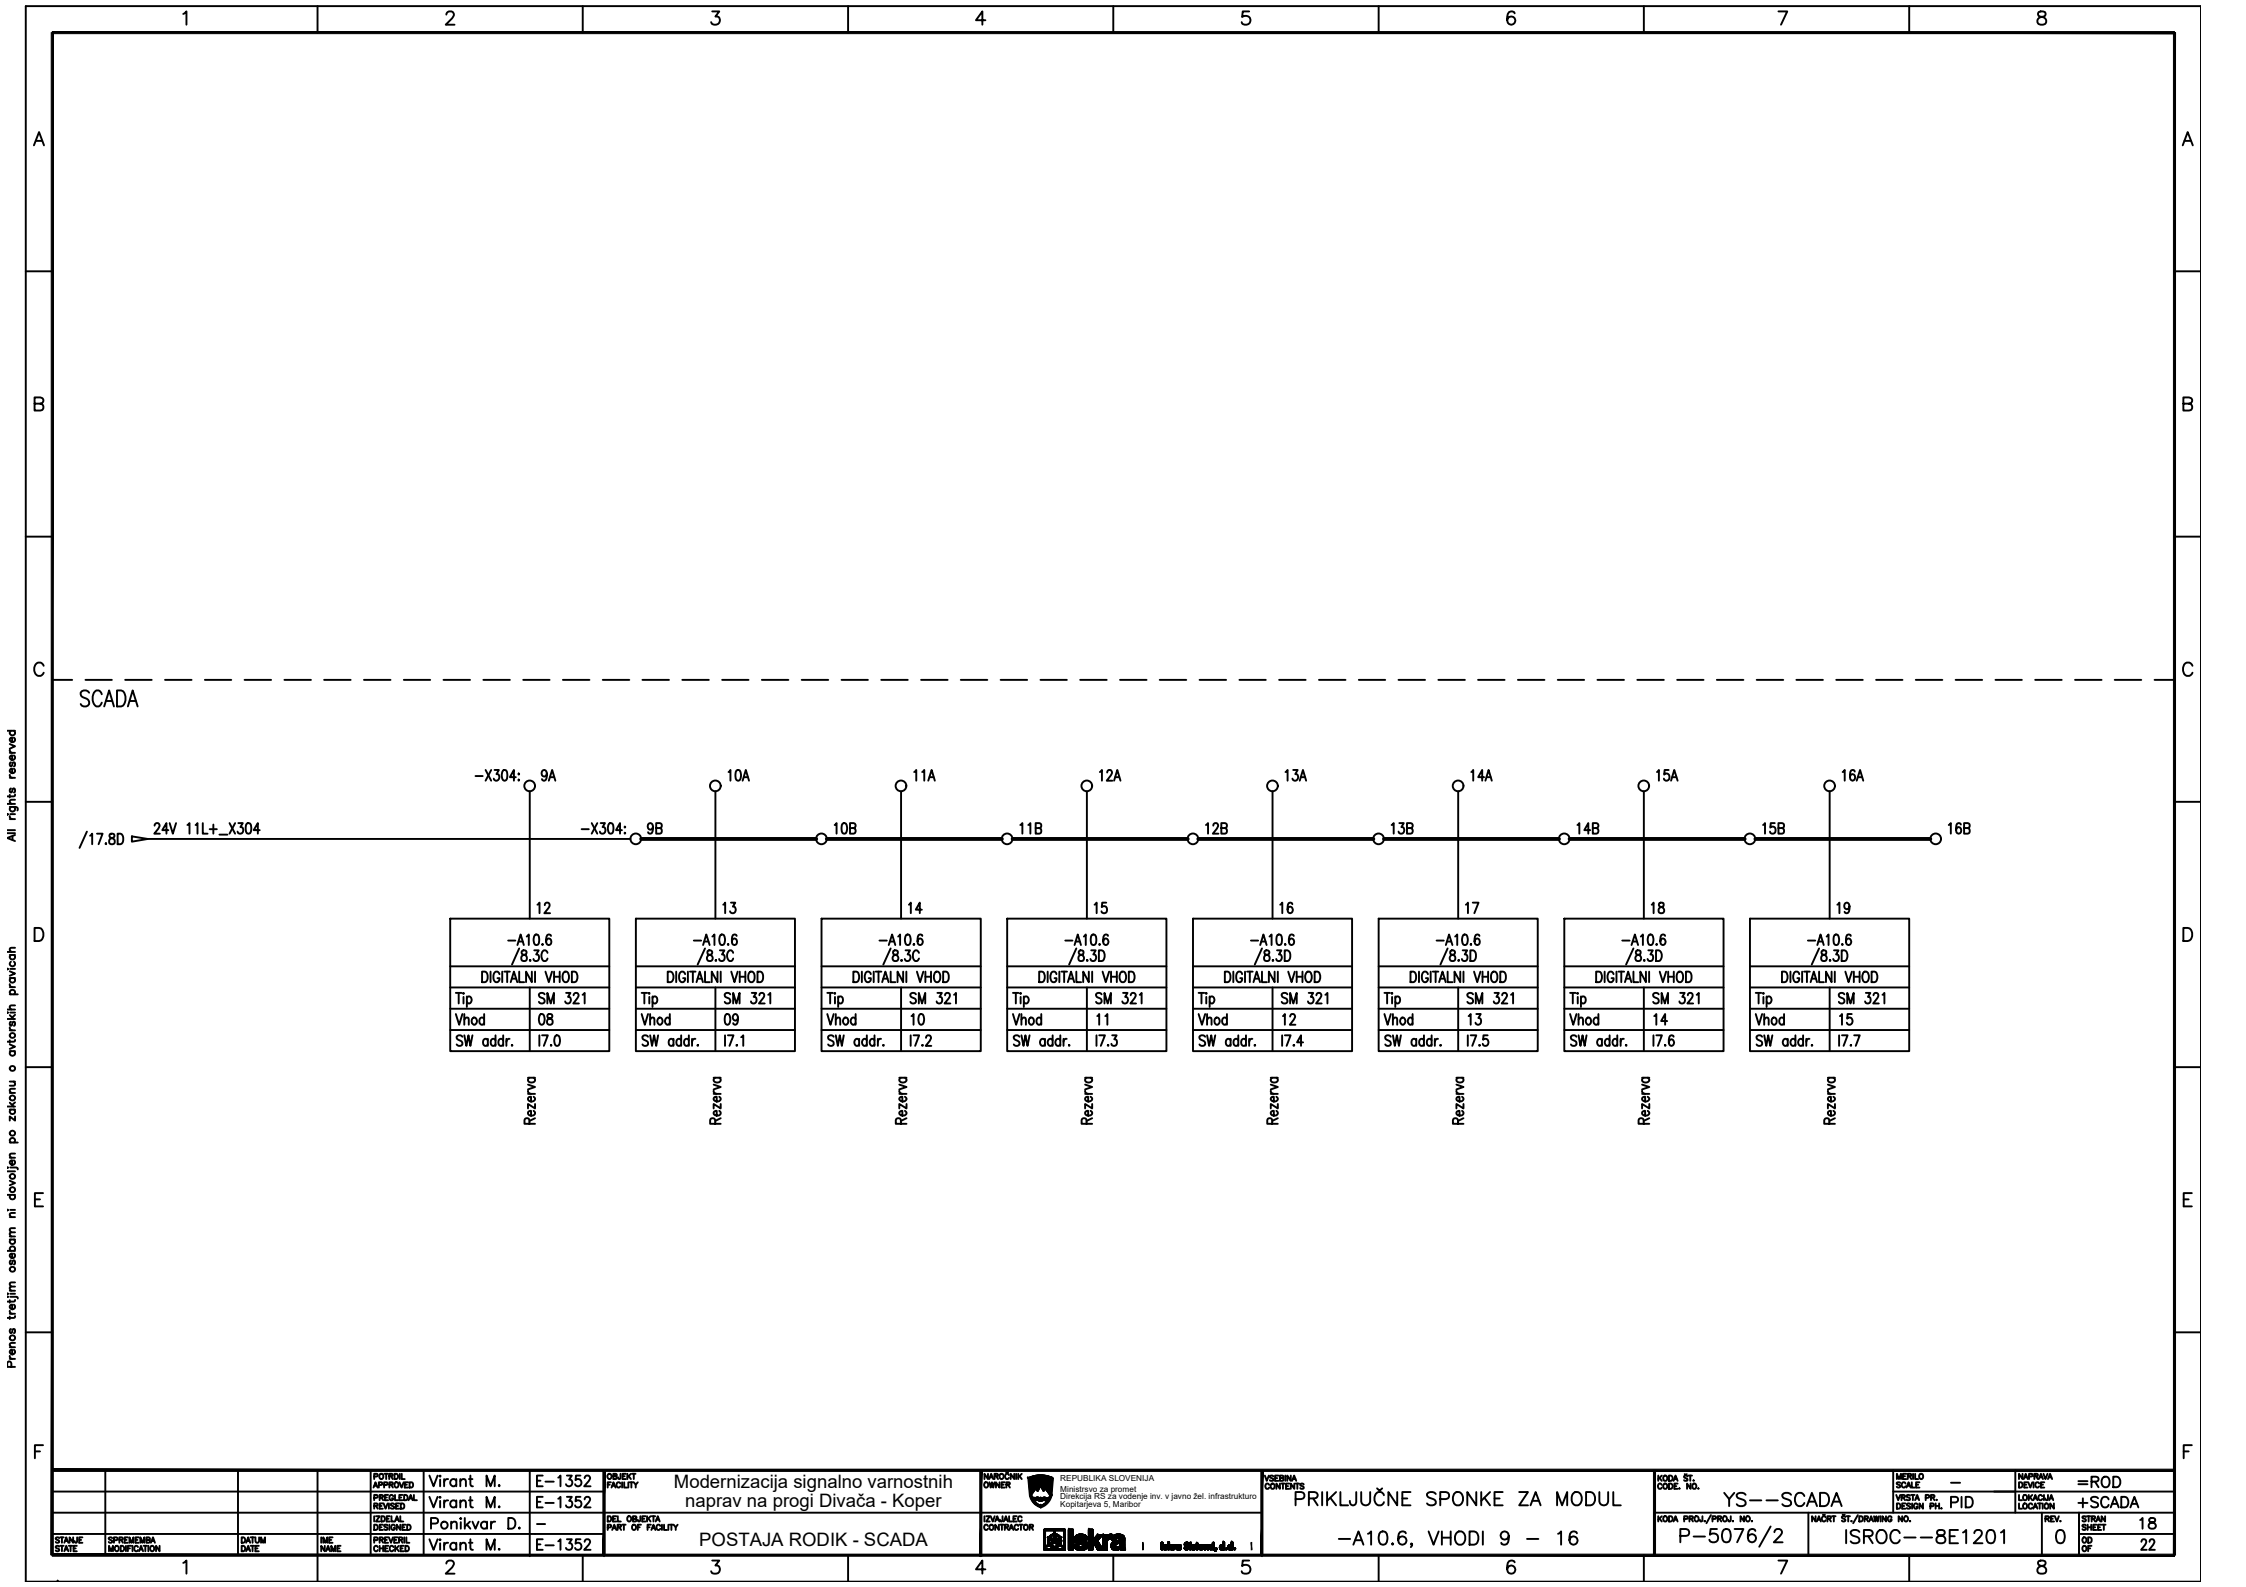 1 2 3 4 5 6 7 8
A A
B B
C C
SCADA
-X304: 9A 10A 11A 12A 13A 14A 15A 16A
/17.8D 24V 11L+_X304 -X304: 9B 10B 11B 12B 13B 14B 15B 16B
12 13 14 15 16 17 18 19
D D
-A10.6 -A10.6 -A10.6 -A10.6 -A10.6 -A10.6 -A10.6 -A10.6
/8.3C /8.3C /8.3C /8.3D /8.3D /8.3D /8.3D /8.3D
DIGITALNI VHOD DIGITALNI VHOD DIGITALNI VHOD DIGITALNI VHOD DIGITALNI VHOD DIGITALNI VHOD DIGITALNI VHOD DIGITALNI VHOD
Tip SM 321 Tip SM 321 Tip SM 321 Tip SM 321 Tip SM 321 Tip SM 321 Tip SM 321 Tip SM 321
Vhod 08 Vhod 09 Vhod 10 Vhod 11 Vhod 12 Vhod 13 Vhod 14 Vhod 15
SW addr. I7.0 SW addr. I7.1 SW addr. I7.2 SW addr. I7.3 SW addr. I7.4 SW addr. I7.5 SW addr. I7.6 SW addr. I7.7
Rezerva Rezerva Rezerva Rezerva Rezerva Rezerva Rezerva Rezerva
E E
F F
Prenos tretjim osebam ni dovoljen po zakonu o avtorskih pravicah All rights reserved
STANJE
STATE
SPREMEMBA
MODIFICATION
DATUM
DATE
IME
NAME
POTRDIL
APPROVED
Virant M. E-1352
PREGLEDAL
REVISED
Virant M. E-1352
IZDELAL
DESIGNED
Ponikvar D. -
PREVERIL
CHECKED
Virant M. E-1352
OBJEKT
FACILITY
Modernizacija signalno varnostnih
naprav na progi Divača - Koper
DEL OBJEKTA
PART OF FACILITY
POSTAJA RODIK - SCADA
NAROČNIK
OWNER
REPUBLIKA SLOVENIJA
Ministrsvo za promet
Direkcija RS za vodenje inv. v javno žel. infrastrukturo
Kopitarjeva 5, Maribor
IZVAJALEC
CONTRACTOR
Iskra
Iskra Sistemi, d.d.
VSEBINA
CONTENTS
PRIKLJUČNE SPONKE ZA MODUL
-A10.6, VHODI 9 - 16
KODA ŠT.
CODE. NO.
YS--SCADA
MERILO
SCALE
-
VRSTA PR.
DESIGN PH.
PID
NAPRAVA
DEVICE
=ROD
LOKACIJA
LOCATION
+SCADA
KODA PROJ./PROJ. NO.
P-5076/2
NAČRT ŠT./DRAWING NO.
ISROC--8E1201
REV.
0
STRAN
SHEET
18
OD
OF
22
1 2 3 4 5 6 7 8